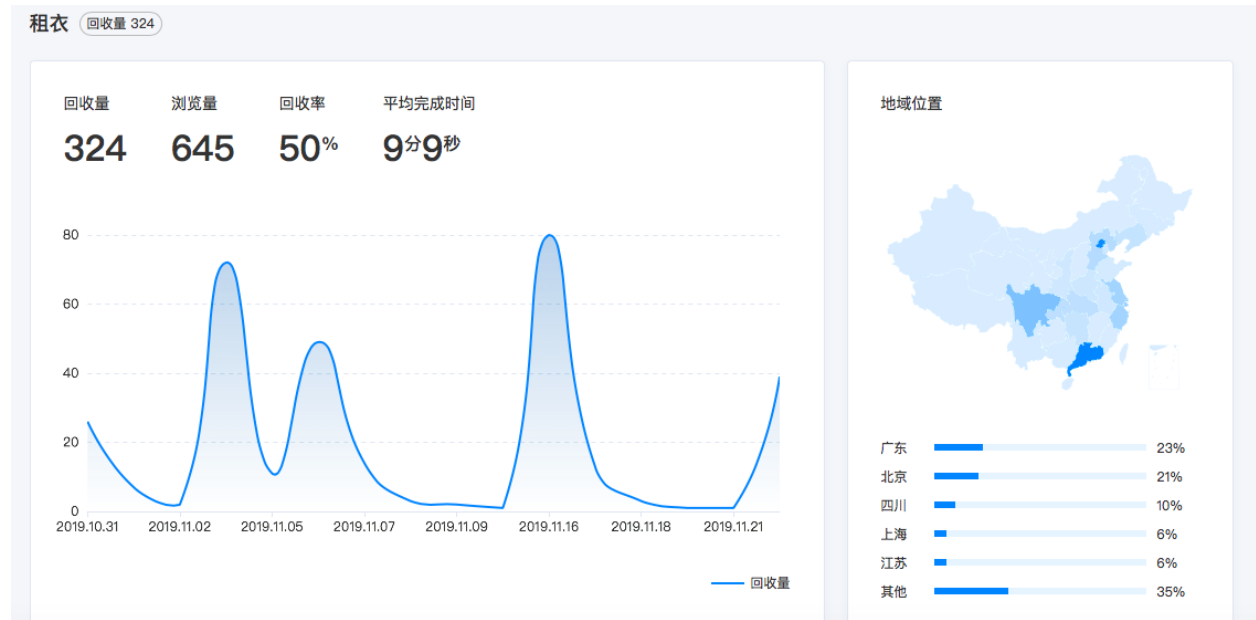 租衣 回收量 324
回收量 浏览量 回收率 平均完成时间
324 645 50% 9分9秒
80
60
40
20
0
2019.10.31 2019.11.02 2019.11.05 2019.11.07 2019.11.09 2019.11.16 2019.11.18 2019.11.21
回收量
地域位置
广东 23%
北京 21%
四川 10%
上海 6%
江苏 6%
其他 35%